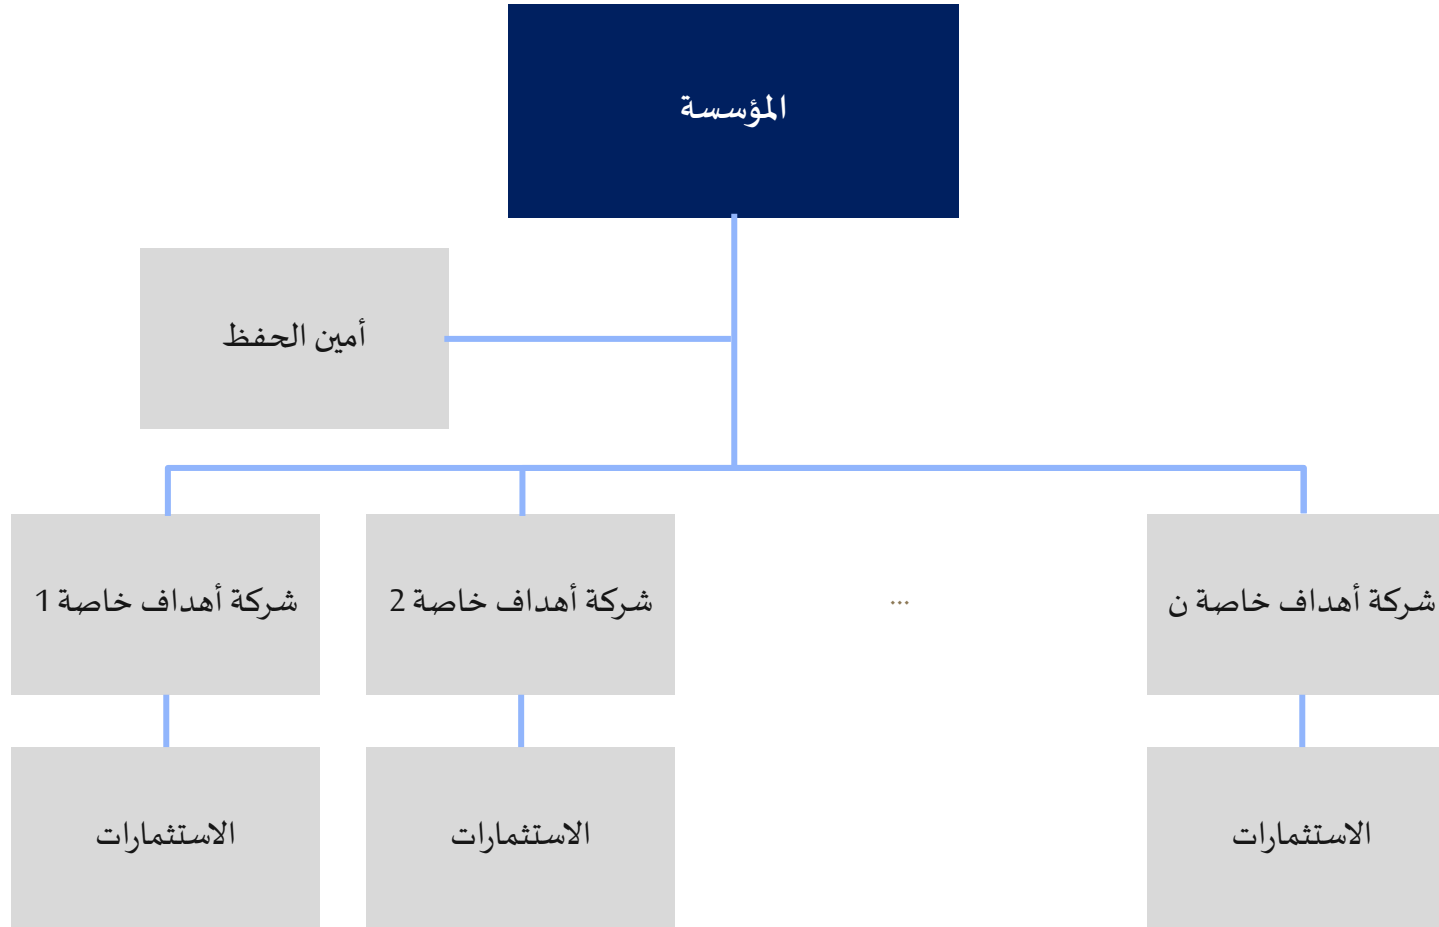 المؤسسة
أمين الحفظ
شركة أهداف خاصة 1
شركة أهداف خاصة 2
...
شركة أهداف خاصة ن
الاستثمارات
الاستثمارات
الاستثمارات